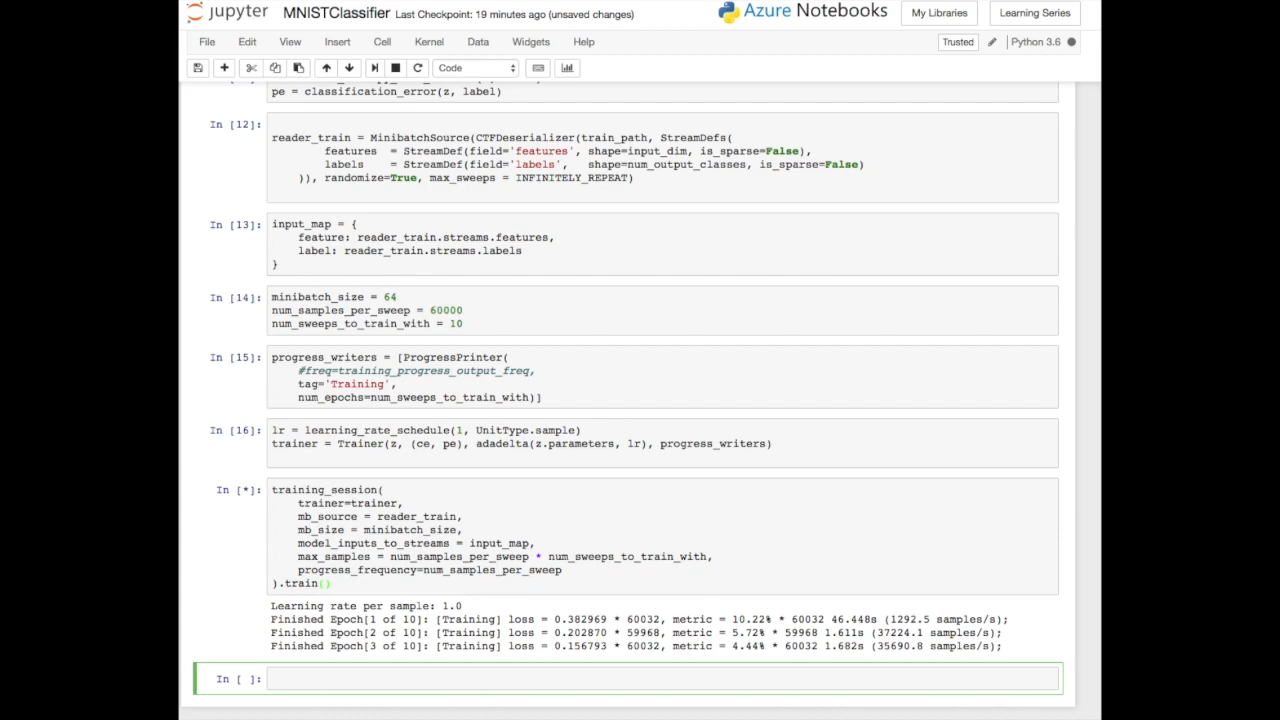 jupyter MNISTClassifier Last Checkpoint: 19 minutes ago (unsaved changes) Azure Notebooks My Libraries Learning Series
File Edit View Insert Cell Kernel Data Widgets Help Trusted Python 3.6
Code
pe = classification_error(z, label)
In [12]:
reader_train = MinibatchSource(CTFDeserializer(train_path, StreamDefs(
features = StreamDef(field='features', shape=input_dim, is_sparse=False),
labels = StreamDef(field='labels', shape=num_output_classes, is_sparse=False)
)), randomize=True, max_sweeps = INFINITELY_REPEAT)
In [13]: input_map = {
feature: reader_train.streams.features,
label: reader_train.streams.labels
}
In [14]: minibatch_size = 64
num_samples_per_sweep = 60000
num_sweeps_to_train_with = 10
In [15]: progress_writers = [ProgressPrinter(
#freq=training_progress_output_freq,
tag='Training',
num_epochs=num_sweeps_to_train_with)]
In [16]: lr = learning_rate_schedule(1, UnitType.sample)
trainer = Trainer(z, (ce, pe), adadelta(z.parameters, lr), progress_writers)
In [*]: training_session(
trainer=trainer,
mb_source = reader_train,
mb_size = minibatch_size,
model_inputs_to_streams = input_map,
max_samples = num_samples_per_sweep * num_sweeps_to_train_with,
progress_frequency=num_samples_per_sweep
).train()
Learning rate per sample: 1.0
Finished Epoch[1 of 10]: [Training] loss = 0.382969 * 60032, metric = 10.22% * 60032 46.448s (1292.5 samples/s);
Finished Epoch[2 of 10]: [Training] loss = 0.202870 * 59968, metric = 5.72% * 59968 1.611s (37224.1 samples/s);
Finished Epoch[3 of 10]: [Training] loss = 0.156793 * 60032, metric = 4.44% * 60032 1.682s (35690.8 samples/s);
In [ ]: